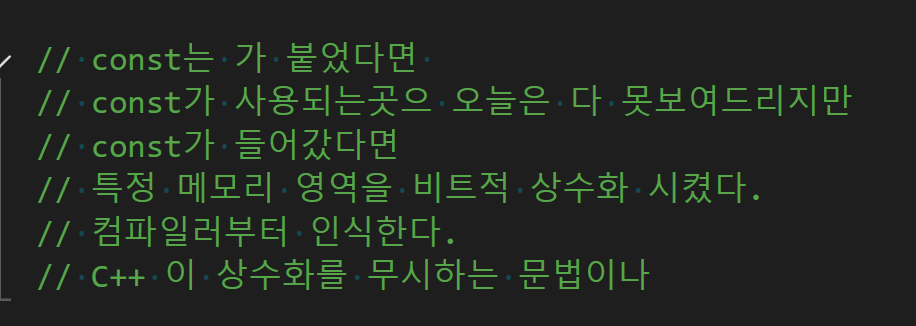 // const는 가 붙었다면
// const가 사용되는곳으 오늘은 다 못보여드리지만
// const가 들어갔다면
// 특정 메모리 영역을 비트적 상수화 시켰다.
// 컴파일러부터 인식한다.
// C++ 이 상수화를 무시하는 문법이나